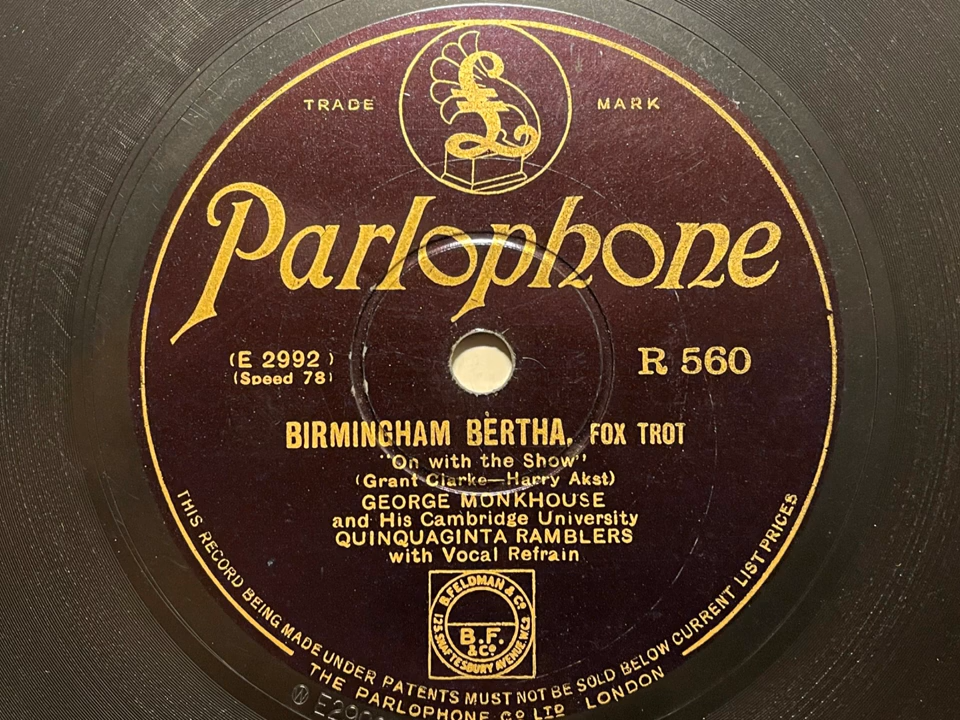 TRADE MARK
£
Parlophone
(E 2992)
(Speed 78)
R 560
BIRMINGHAM BERTHA. FOX TROT
"On with the Show"
(Grant Clarke—Harry Akst)
GEORGE MONKHOUSE
and His Cambridge University
QUINQUAGINTA RAMBLERS
with Vocal Refrain
B. FELDMAN & Co
B.F.
& Co
125, SHAFTESBURY AVENUE, W.C.2
THIS RECORD BEING MADE UNDER PATENTS MUST NOT BE SOLD BELOW CURRENT LIST PRICES
THE PARLOPHONE Co LTD LONDON